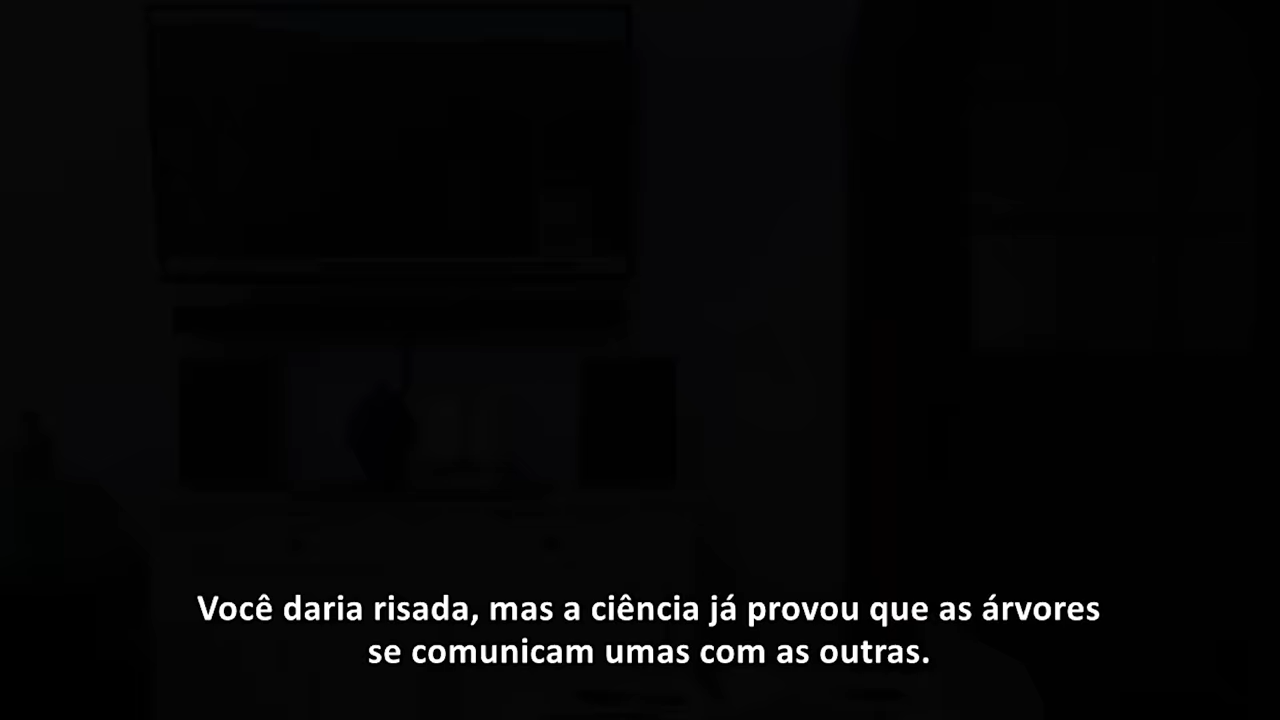 Você daria risada, mas a ciência já provou que as árvores
se comunicam umas com as outras.